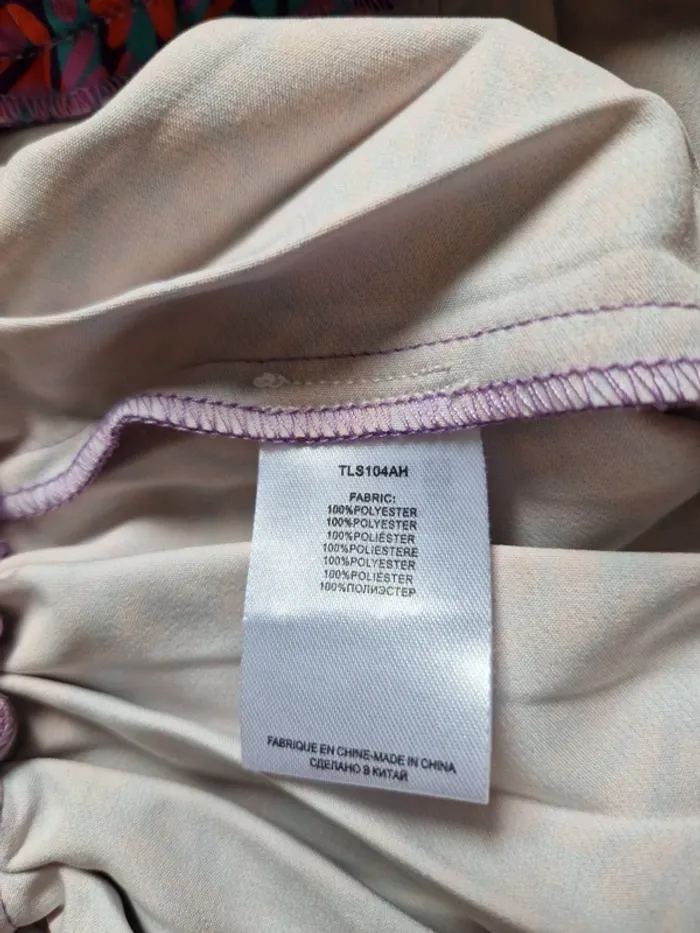 TLS104AH
FABRIC:
100%POLYESTER
100%POLYESTER
100%POLIÉSTER
100%POLIESTERE
100%POLYESTER
100%POLIÉSTER
100%ПОЛИЭСТЕР
FABRIQUE EN CHINE-MADE IN CHINA
СДЕЛАНО В КИТАЙ